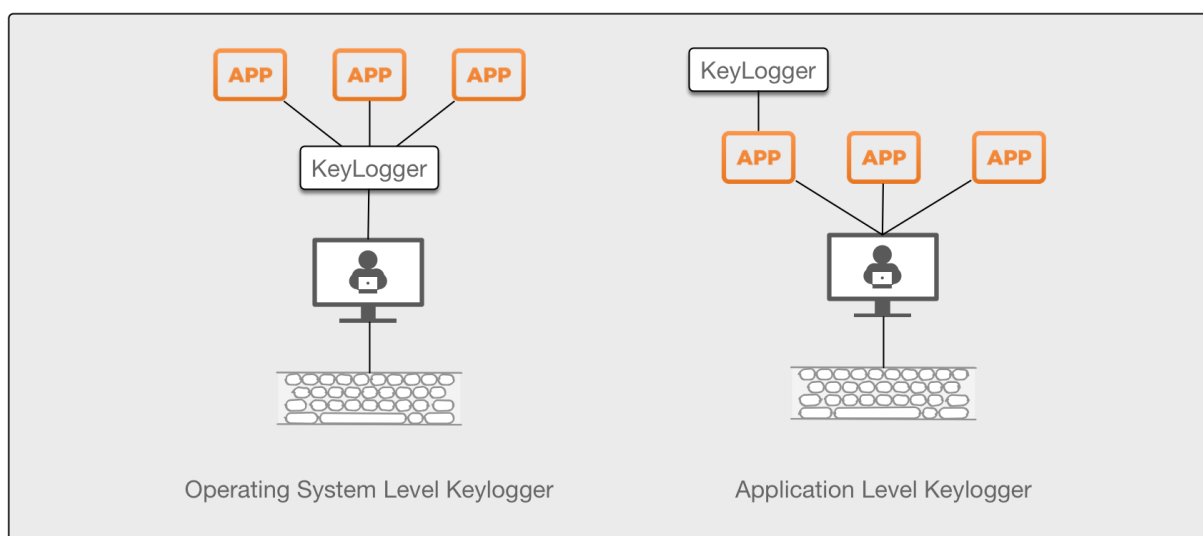 APP APP APP
KeyLogger
Operating System Level Keylogger
KeyLogger
APP APP APP
Application Level Keylogger